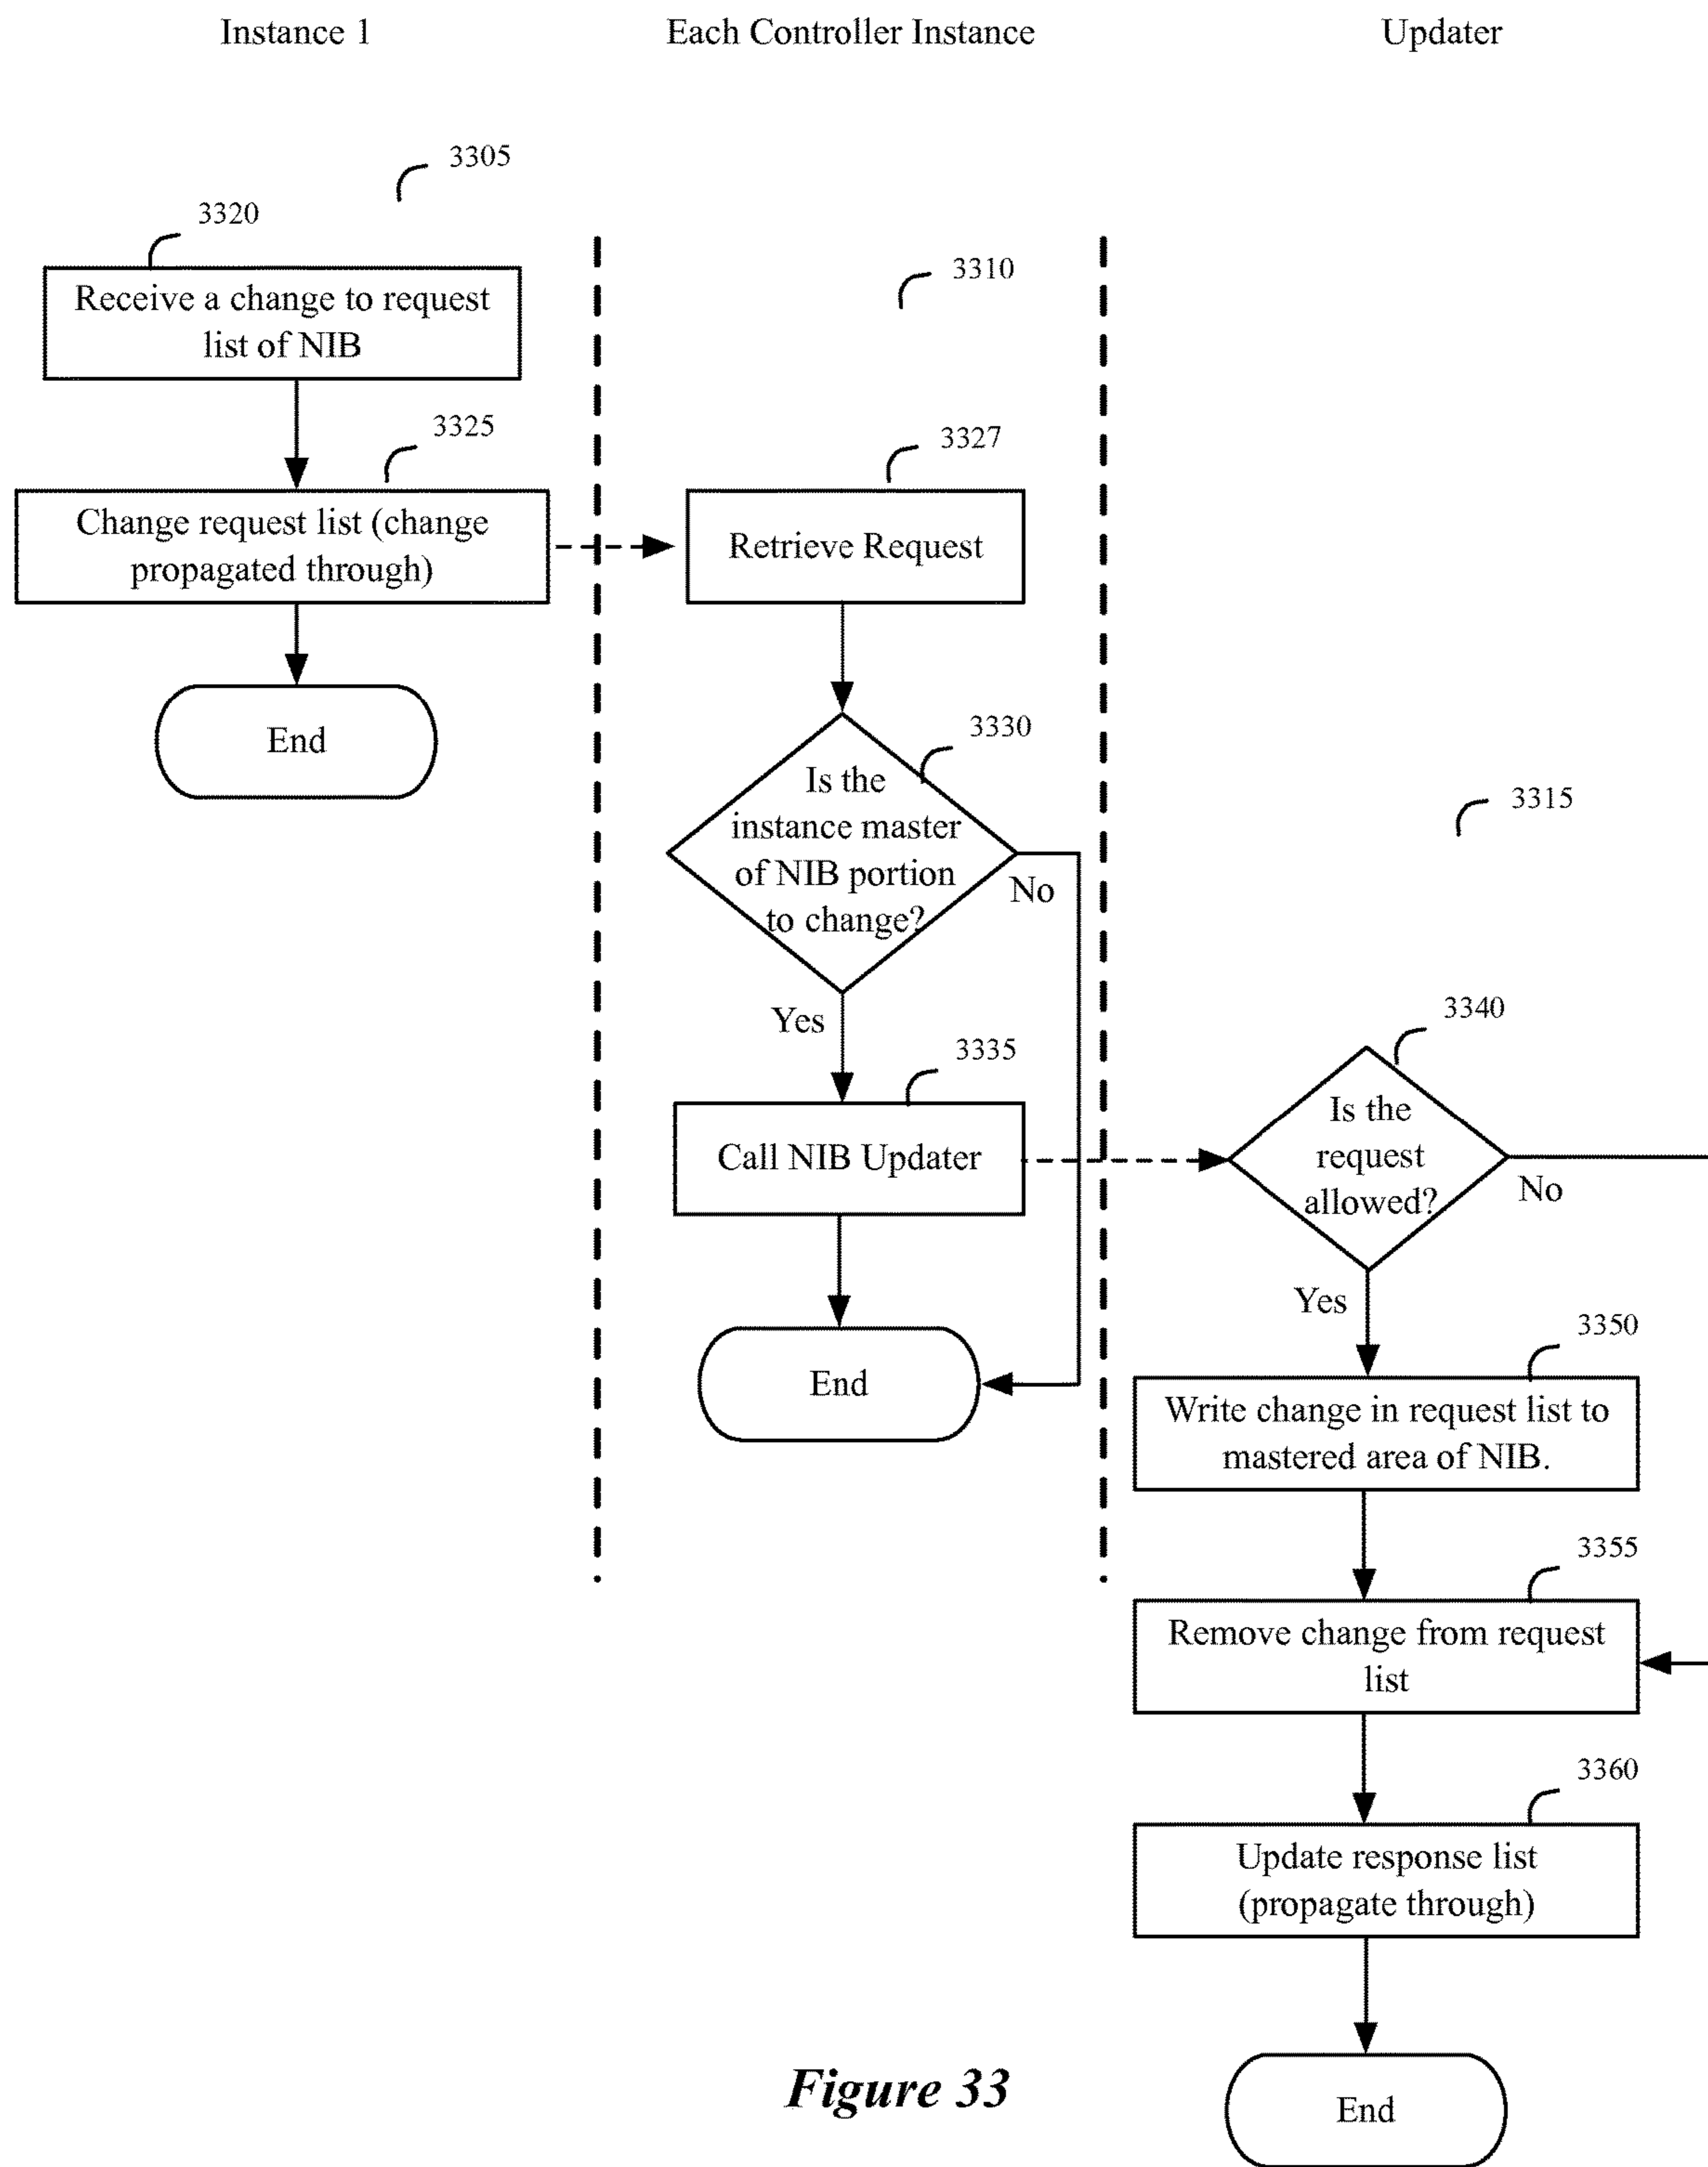 Instance 1
Each Controller Instance
Updater
3305
3320
Receive a change to request
list of NIB
3310
3325
Change request list (change
propagated through)
3327
Retrieve Request
End
3330
Is the
instance master
of NIB portion
to change?
No
Yes
3315
3335
Call NIB Updater
3340
Is the
request
allowed?
No
Yes
End
3350
Write change in request list to
mastered area of NIB.
3355
Remove change from request
list
3360
Update response list
(propagate through)
End
Figure 33